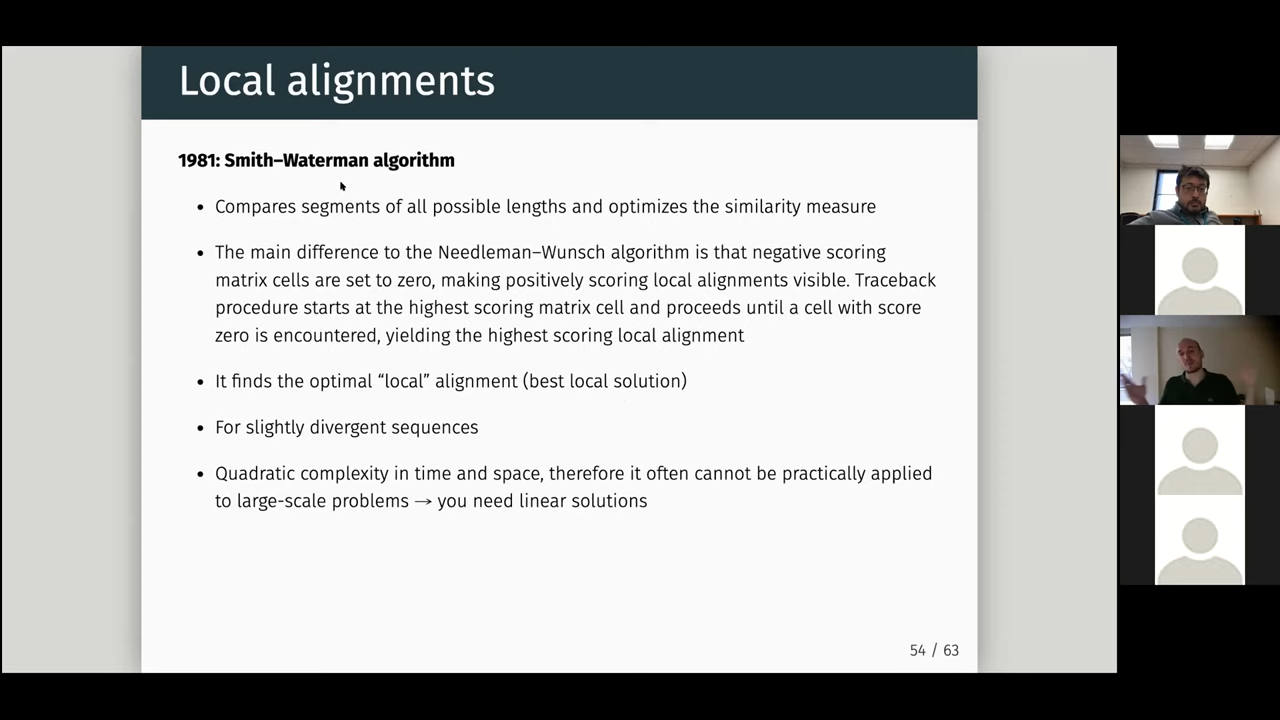 Local alignments
1981: Smith–Waterman algorithm
• Compares segments of all possible lengths and optimizes the similarity measure
• The main difference to the Needleman–Wunsch algorithm is that negative scoring
matrix cells are set to zero, making positively scoring local alignments visible. Traceback
procedure starts at the highest scoring matrix cell and proceeds until a cell with score
zero is encountered, yielding the highest scoring local alignment
• It finds the optimal “local” alignment (best local solution)
• For slightly divergent sequences
• Quadratic complexity in time and space, therefore it often cannot be practically applied
to large-scale problems → you need linear solutions
54 / 63